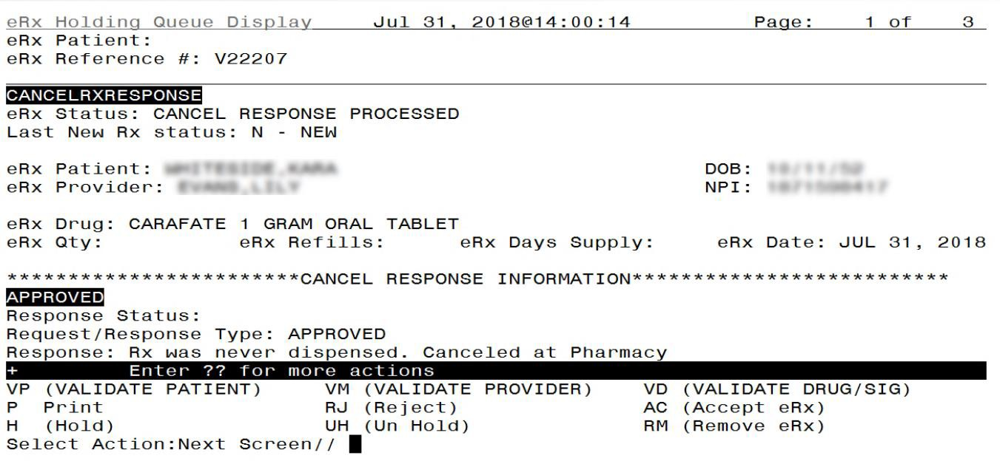 eRx Holding Queue Display Jul 31, 2018@14:00:14 Page: 1 of 3
eRx Patient:
eRx Reference #: V22207
CANCELRXRESPONSE
eRx Status: CANCEL RESPONSE PROCESSED
Last New Rx status: N - NEW
eRx Patient: DOB:
eRx Provider: NPI:
eRx Drug: CARAFATE 1 GRAM ORAL TABLET
eRx Qty: eRx Refills: eRx Days Supply: eRx Date: JUL 31, 2018
************************CANCEL RESPONSE INFORMATION**************************
APPROVED
Response Status:
Request/Response Type: APPROVED
Response: Rx was never dispensed. Canceled at Pharmacy
+ Enter ?? for more actions
VP (VALIDATE PATIENT) VM (VALIDATE PROVIDER) VD (VALIDATE DRUG/SIG)
P Print RJ (Reject) AC (Accept eRx)
H (Hold) UH (Un Hold) RM (Remove eRx)
Select Action:Next Screen//